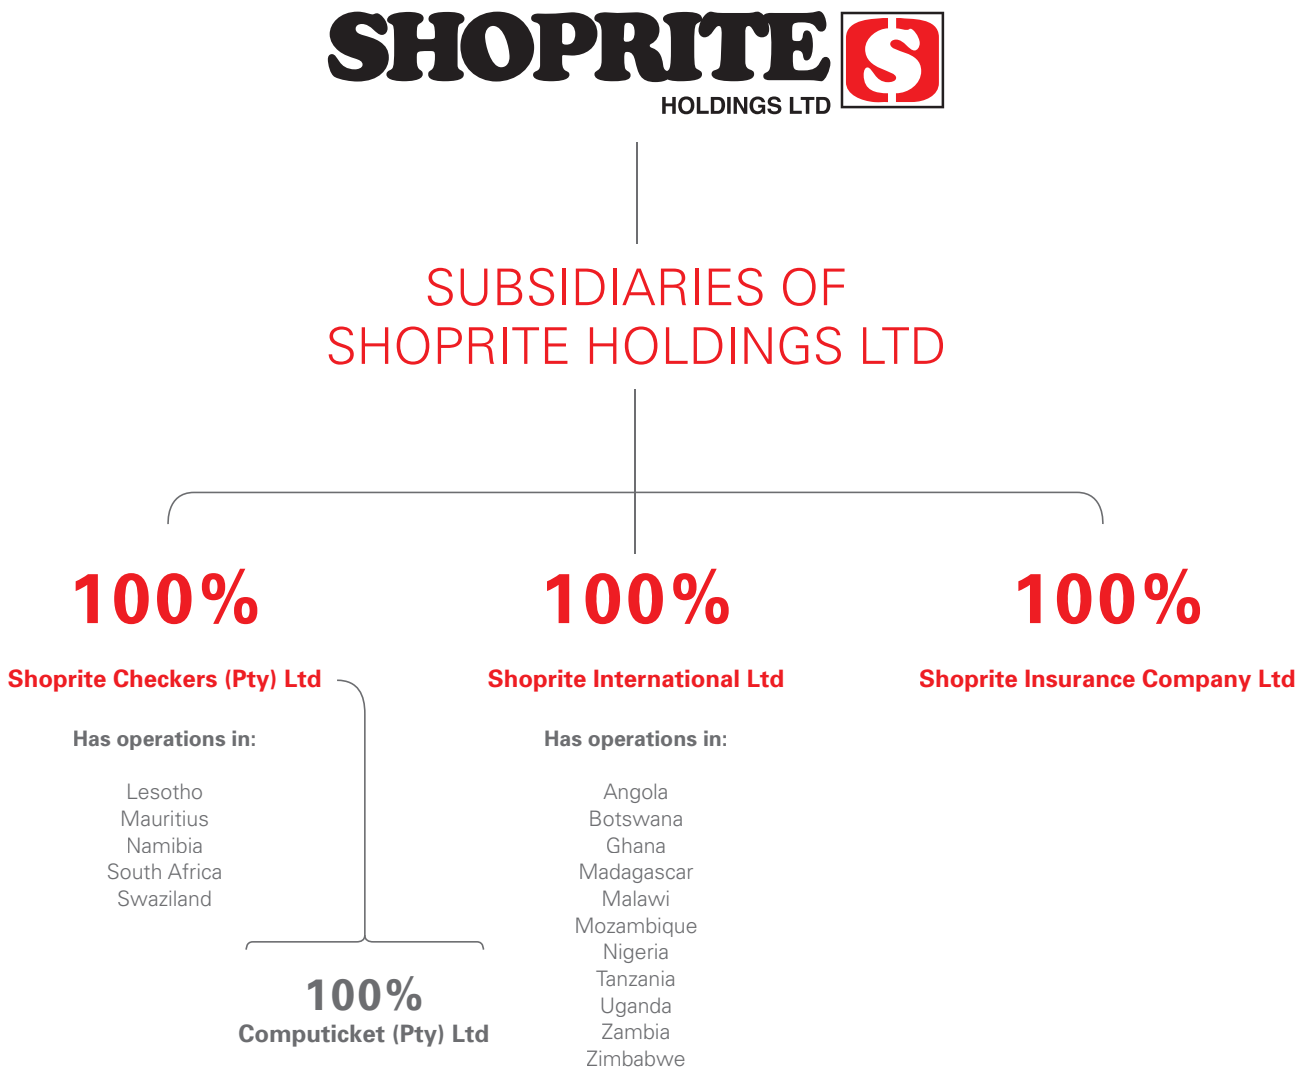 SHOPRITE
HOLDINGS LTD
SUBSIDIARIES OF
SHOPRITE HOLDINGS LTD
100%
Shoprite Checkers (Pty) Ltd
Has operations in:
Lesotho
Mauritius
Namibia
South Africa
Swaziland
100%
Computicket (Pty) Ltd
100%
Shoprite International Ltd
Has operations in:
Angola
Botswana
Ghana
Madagascar
Malawi
Mozambique
Nigeria
Tanzania
Uganda
Zambia
Zimbabwe
100%
Shoprite Insurance Company Ltd